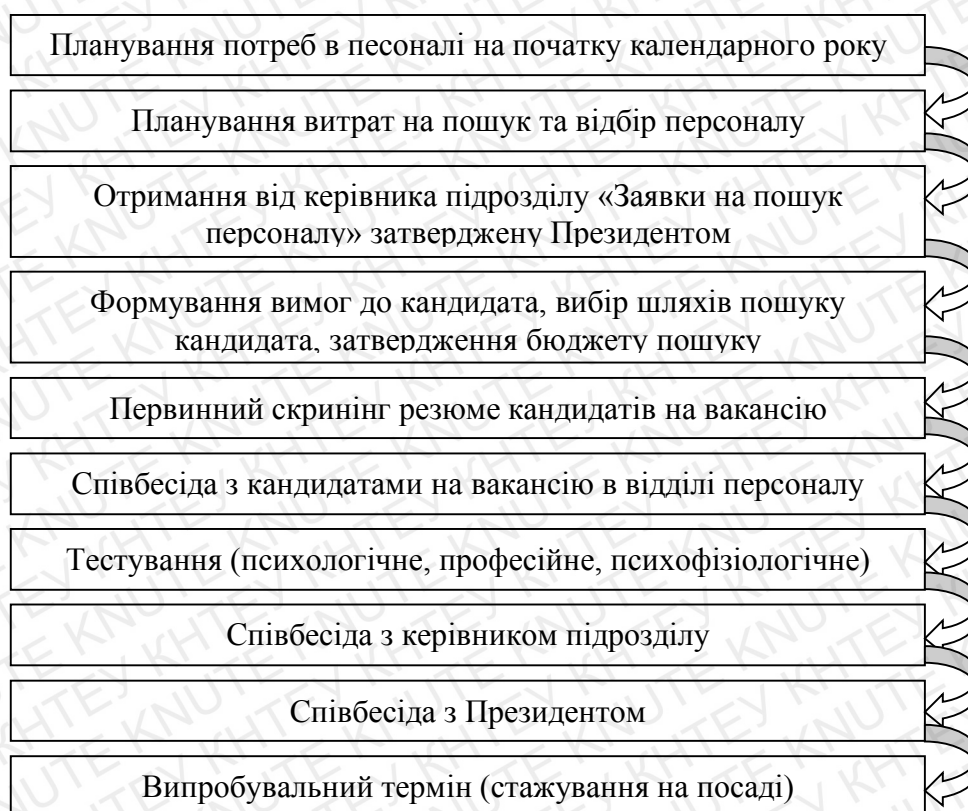 Планування потреб в песоналі на початку календарного року
Планування витрат на пошук та відбір персоналу
Отримання від керівника підрозділу «Заявки на пошук
персоналу» затверджену Президентом
Формування вимог до кандидата, вибір шляхів пошуку
кандидата, затвердження бюджету пошуку
Первинний скринінг резюме кандидатів на вакансію
Співбесіда з кандидатами на вакансію в відділі персоналу
Тестування (психологічне, професійне, психофізіологічне)
Співбесіда з керівником підрозділу
Співбесіда з Президентом
Випробувальний термін (стажування на посаді)